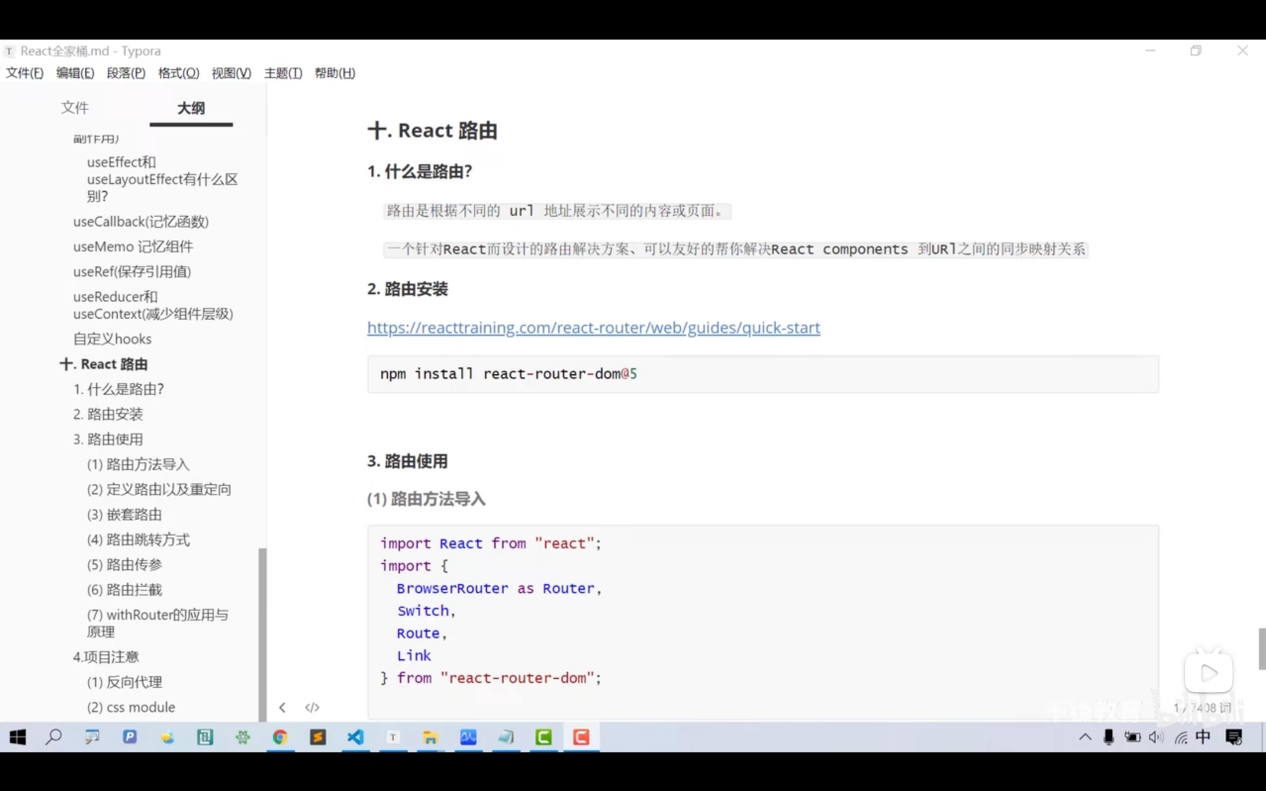 React全家桶.md - Typora
文件(F) 编辑(E) 段落(P) 格式(O) 视图(V) 主题(T) 帮助(H)
文件 大纲
副作用)
useEffect和
useLayoutEffect有什么区
别?
useCallback(记忆函数)
useMemo 记忆组件
useRef(保存引用值)
useReducer和
useContext(减少组件层级)
自定义hooks
十. React 路由
1. 什么是路由?
2. 路由安装
3. 路由使用
(1) 路由方法导入
(2) 定义路由以及重定向
(3) 嵌套路由
(4) 路由跳转方式
(5) 路由传参
(6) 路由拦截
(7) withRouter的应用与
原理
4.项目注意
(1) 反向代理
(2) css module
十. React 路由
1. 什么是路由?
路由是根据不同的 url 地址展示不同的内容或页面。
一个针对React而设计的路由解决方案、可以友好的帮你解决React components 到URl之间的同步映射关系
2. 路由安装
https://reacttraining.com/react-router/web/guides/quick-start
npm install react-router-dom@5
3. 路由使用
(1) 路由方法导入
import React from "react";
import {
BrowserRouter as Router,
Switch,
Route,
Link
} from "react-router-dom";
1 / 7408 词
bilibili
中